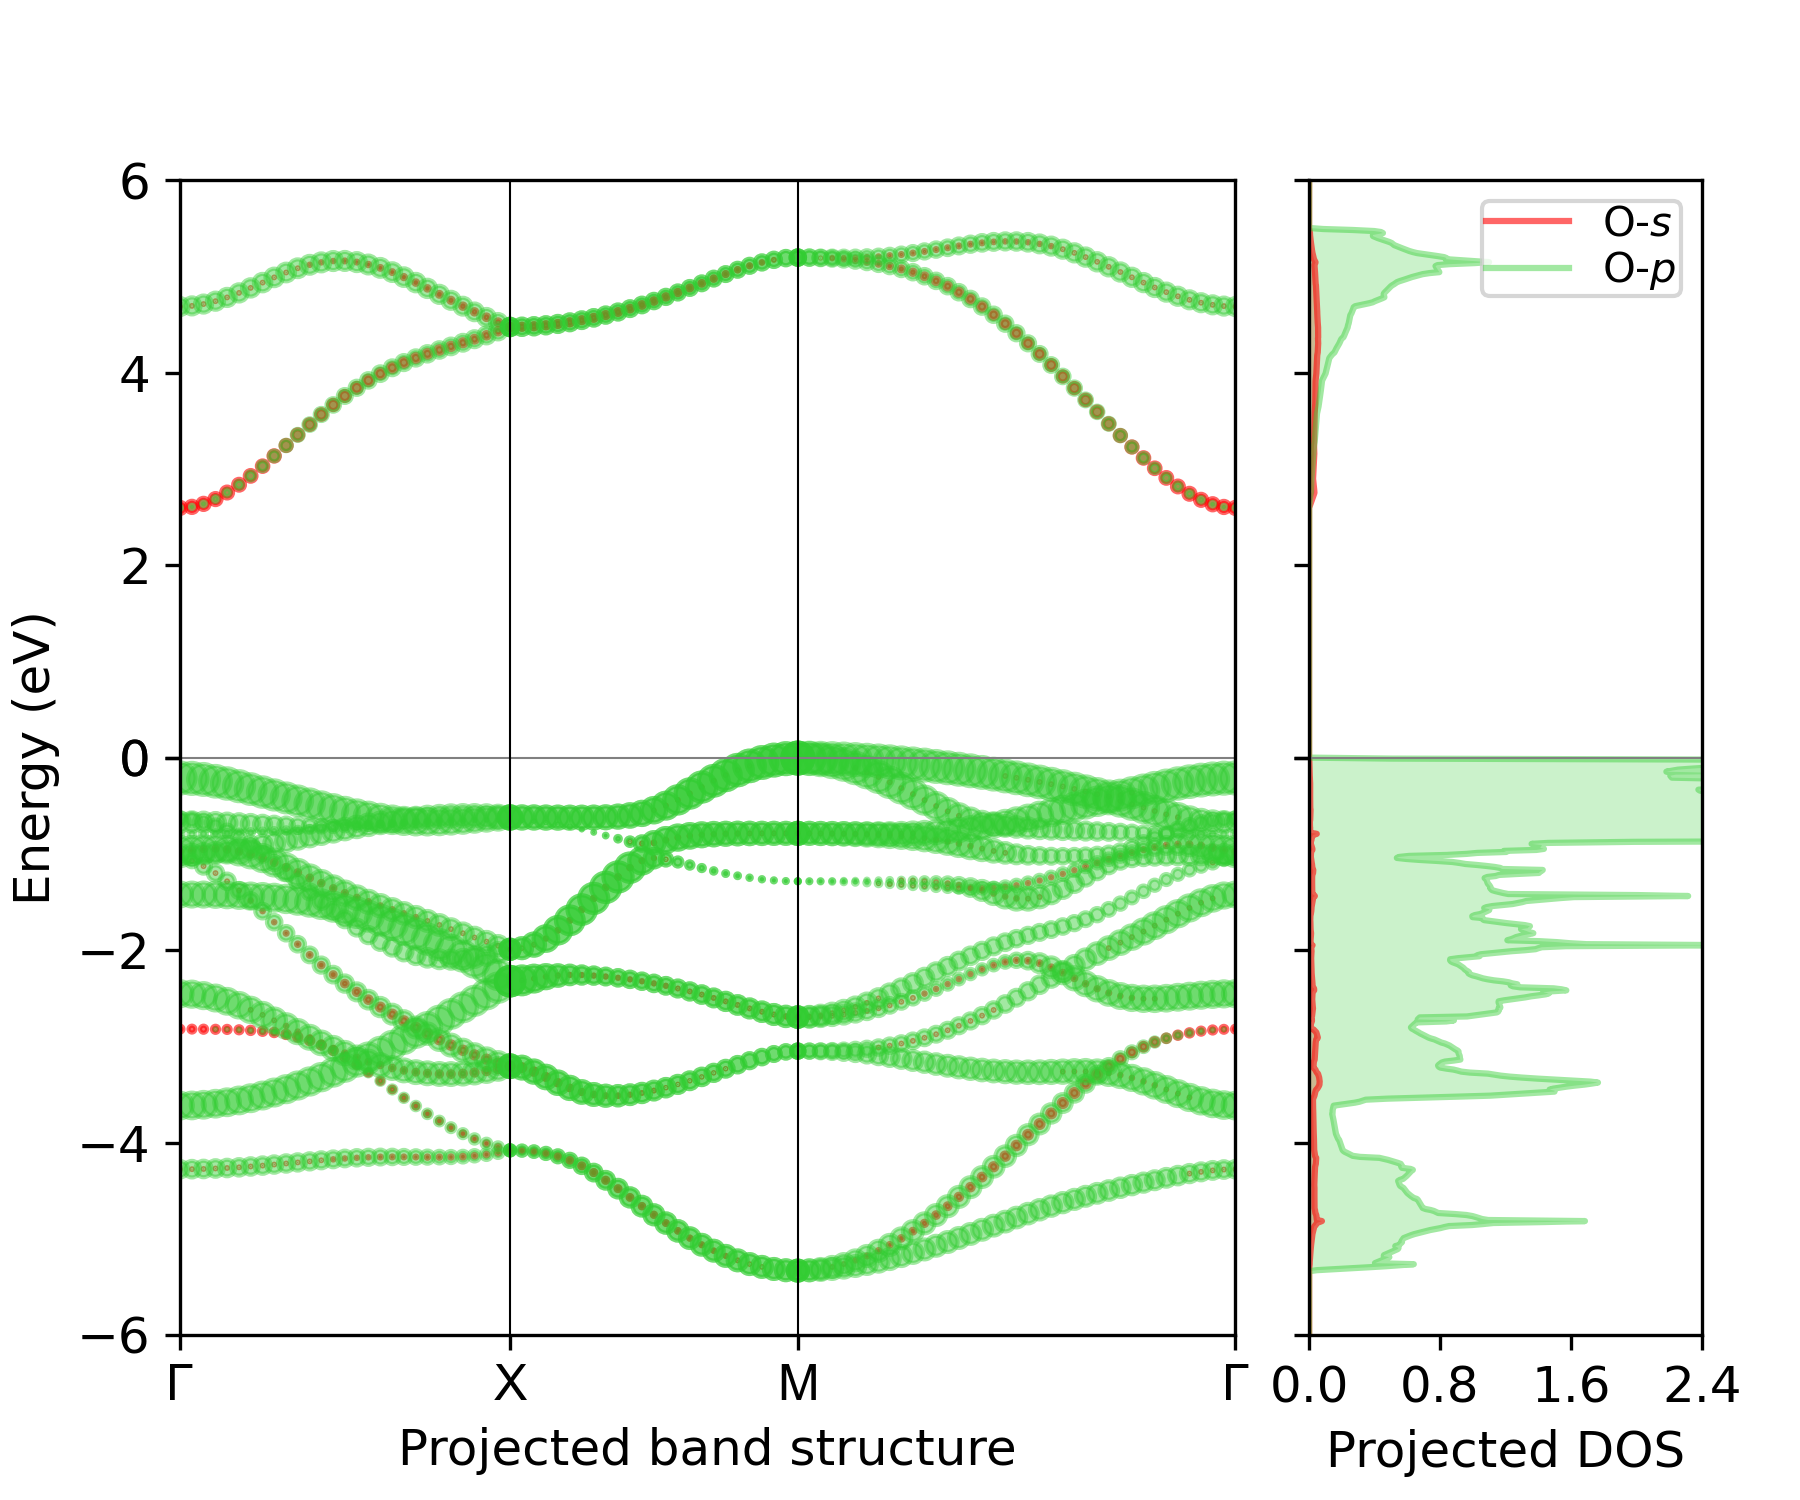 6
4
2
0
−2
−4
−6
Energy (eV)
Γ X M Γ
Projected band structure
O-s
O-p
0.0 0.8 1.6 2.4
Projected DOS